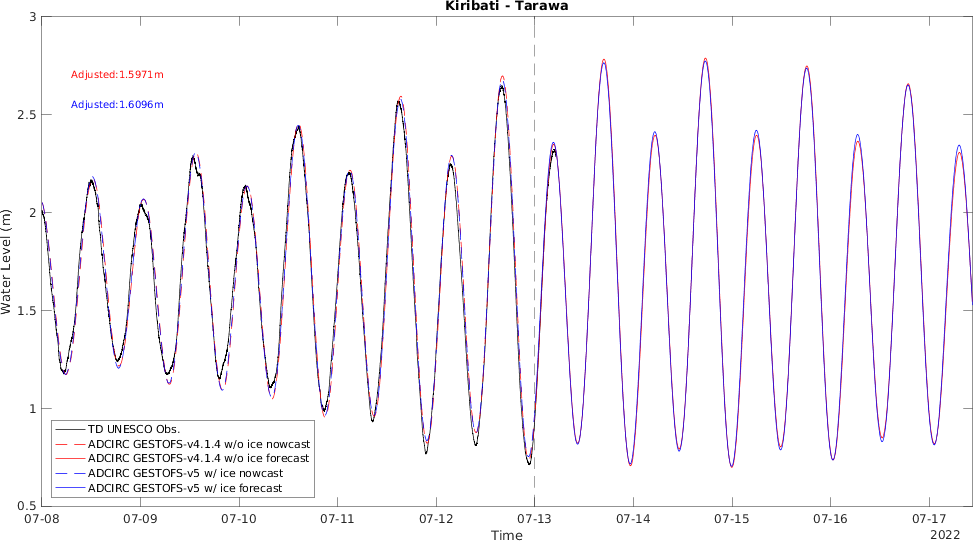 Kiribati - Tarawa
3
Adjusted:1.5971m
Adjusted:1.6096m
2.5
2
Water Level (m)
1.5
1
TD UNESCO Obs.
ADCIRC GESTOFS-v4.1.4 w/o ice nowcast
ADCIRC GESTOFS-v4.1.4 w/o ice forecast
ADCIRC GESTOFS-v5 w/ ice nowcast
ADCIRC GESTOFS-v5 w/ ice forecast
0.5
07-08 07-09 07-10 07-11 07-12 07-13 07-14 07-15 07-16 07-17
Time
2022